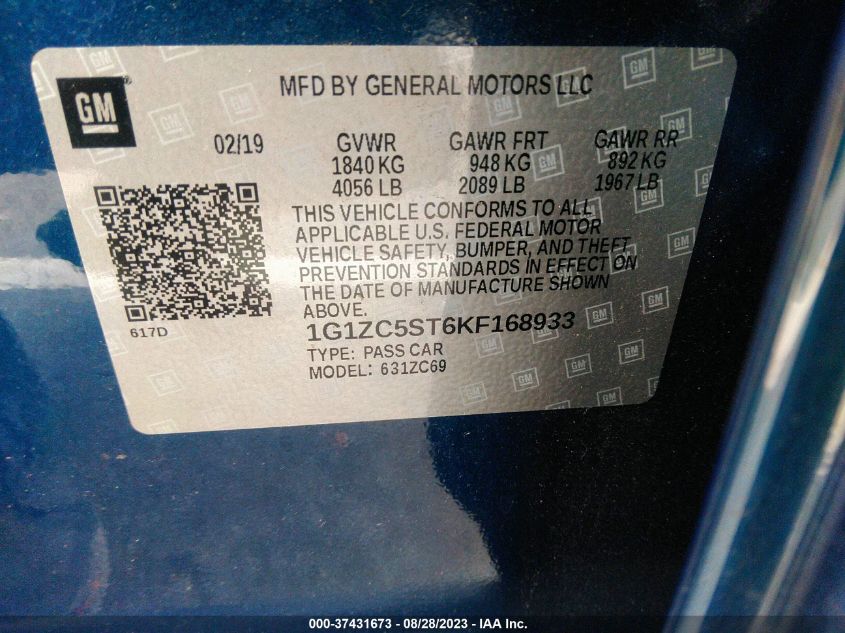 GM
MFD BY GENERAL MOTORS LLC
02/19 GVWR GAWR FRT GAWR RR
1840 KG 948 KG 892 KG
4056 LB 2089 LB 1967 LB
THIS VEHICLE CONFORMS TO ALL
APPLICABLE U.S. FEDERAL MOTOR
VEHICLE SAFETY, BUMPER, AND THEFT
PREVENTION STANDARDS IN EFFECT ON
THE DATE OF MANUFACTURE SHOWN
ABOVE.
617D
1G1ZC5ST6KF168933
TYPE: PASS CAR
MODEL: 631ZC69
000-37431673 - 08/28/2023 - IAA Inc.